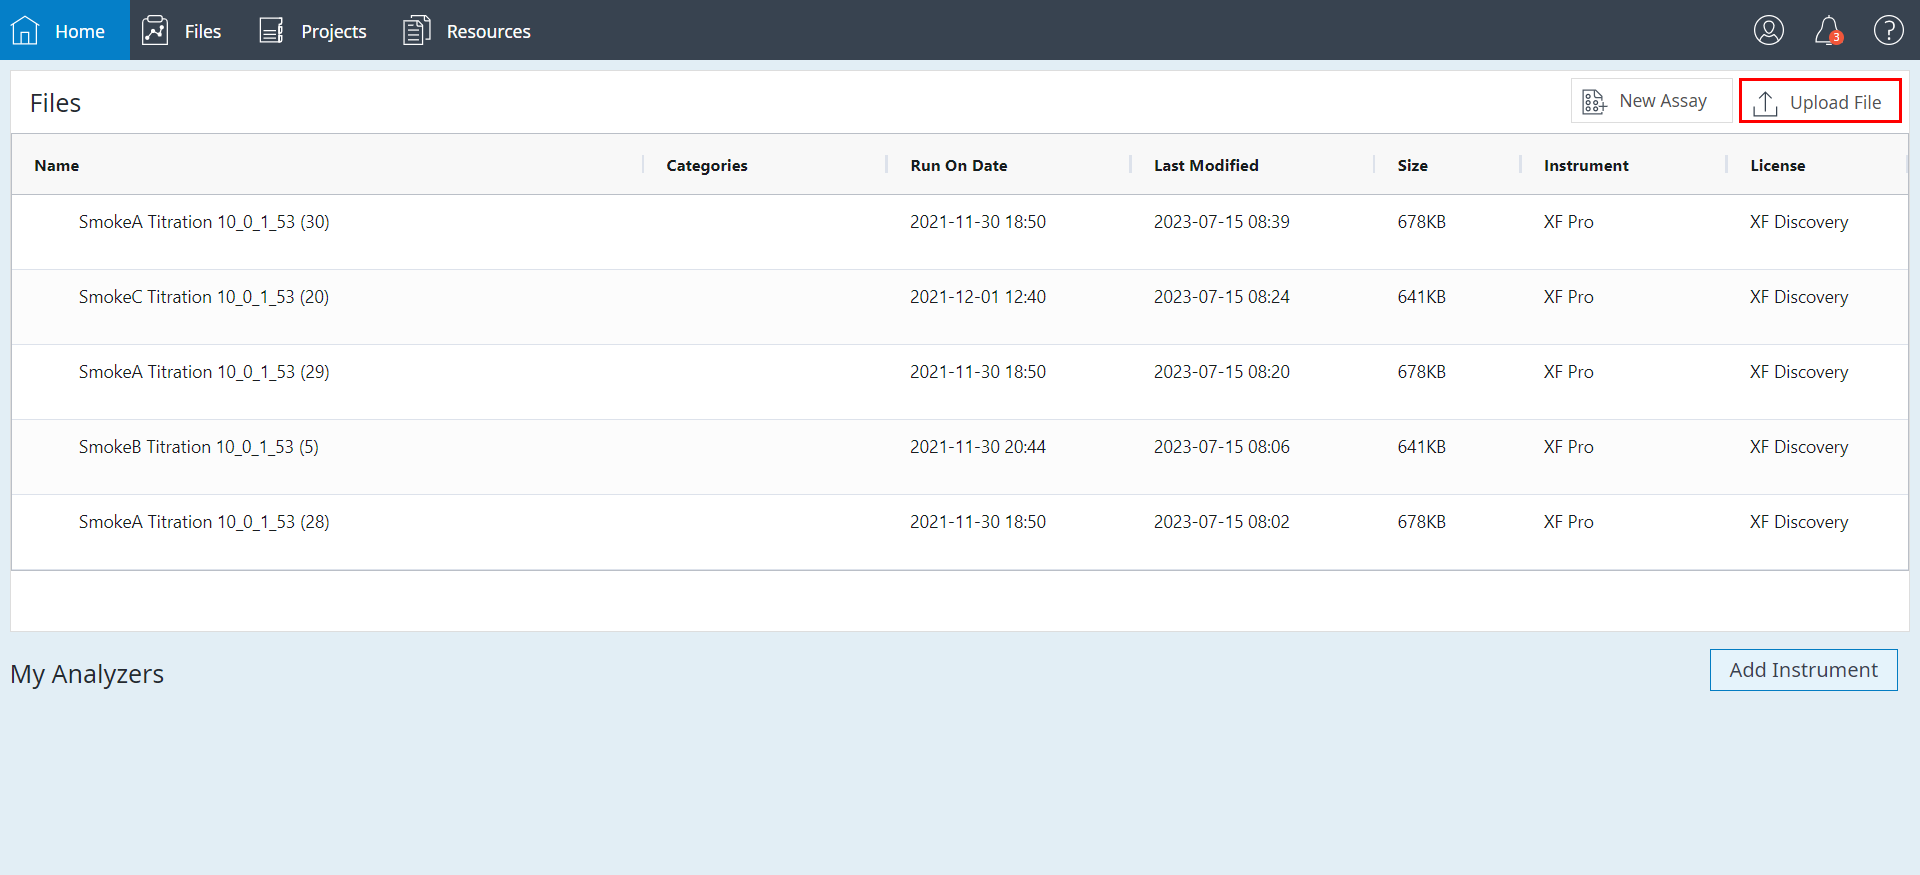 Home Files Projects Resources 3 ?
Files New Assay Upload File
Name Categories Run On Date Last Modified Size Instrument License
SmokeA Titration 10_0_1_53 (30) 2021-11-30 18:50 2023-07-15 08:39 678KB XF Pro XF Discovery
SmokeC Titration 10_0_1_53 (20) 2021-12-01 12:40 2023-07-15 08:24 641KB XF Pro XF Discovery
SmokeA Titration 10_0_1_53 (29) 2021-11-30 18:50 2023-07-15 08:20 678KB XF Pro XF Discovery
SmokeB Titration 10_0_1_53 (5) 2021-11-30 20:44 2023-07-15 08:06 641KB XF Pro XF Discovery
SmokeA Titration 10_0_1_53 (28) 2021-11-30 18:50 2023-07-15 08:02 678KB XF Pro XF Discovery
My Analyzers Add Instrument